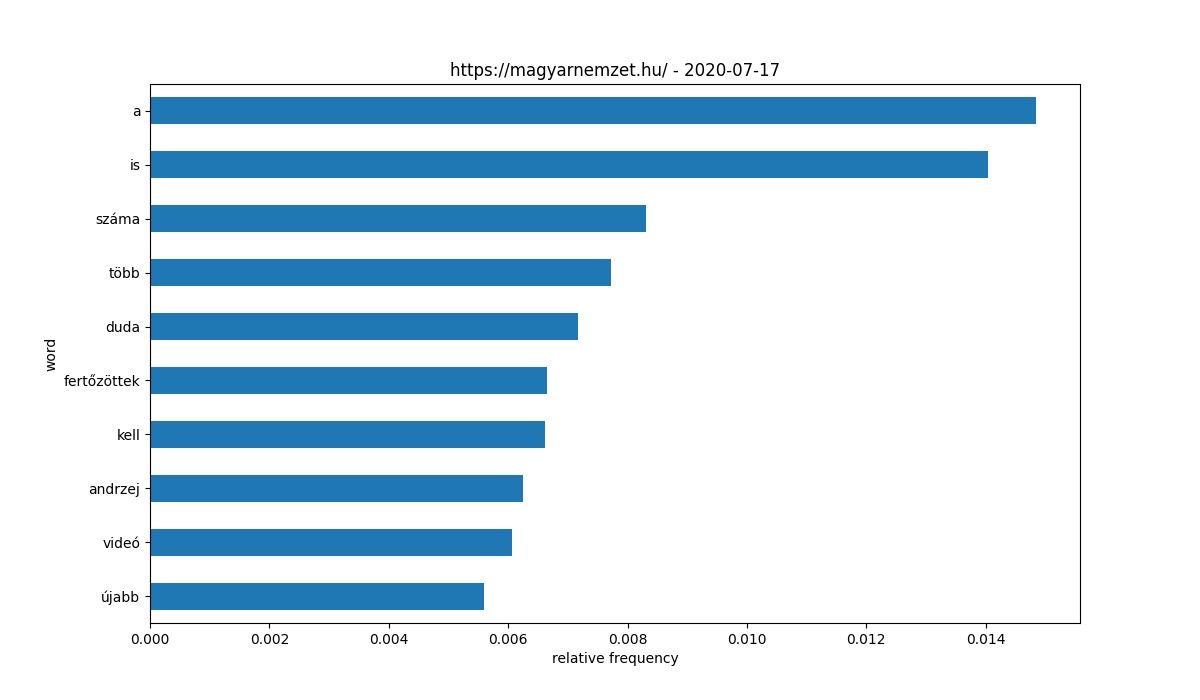 https://magyarnemzet.hu/ - 2020-07-17
a
is
száma
több
duda
fertőzöttek
kell
andrzej
videó
újabb
word
0.000 0.002 0.004 0.006 0.008 0.010 0.012 0.014
relative frequency